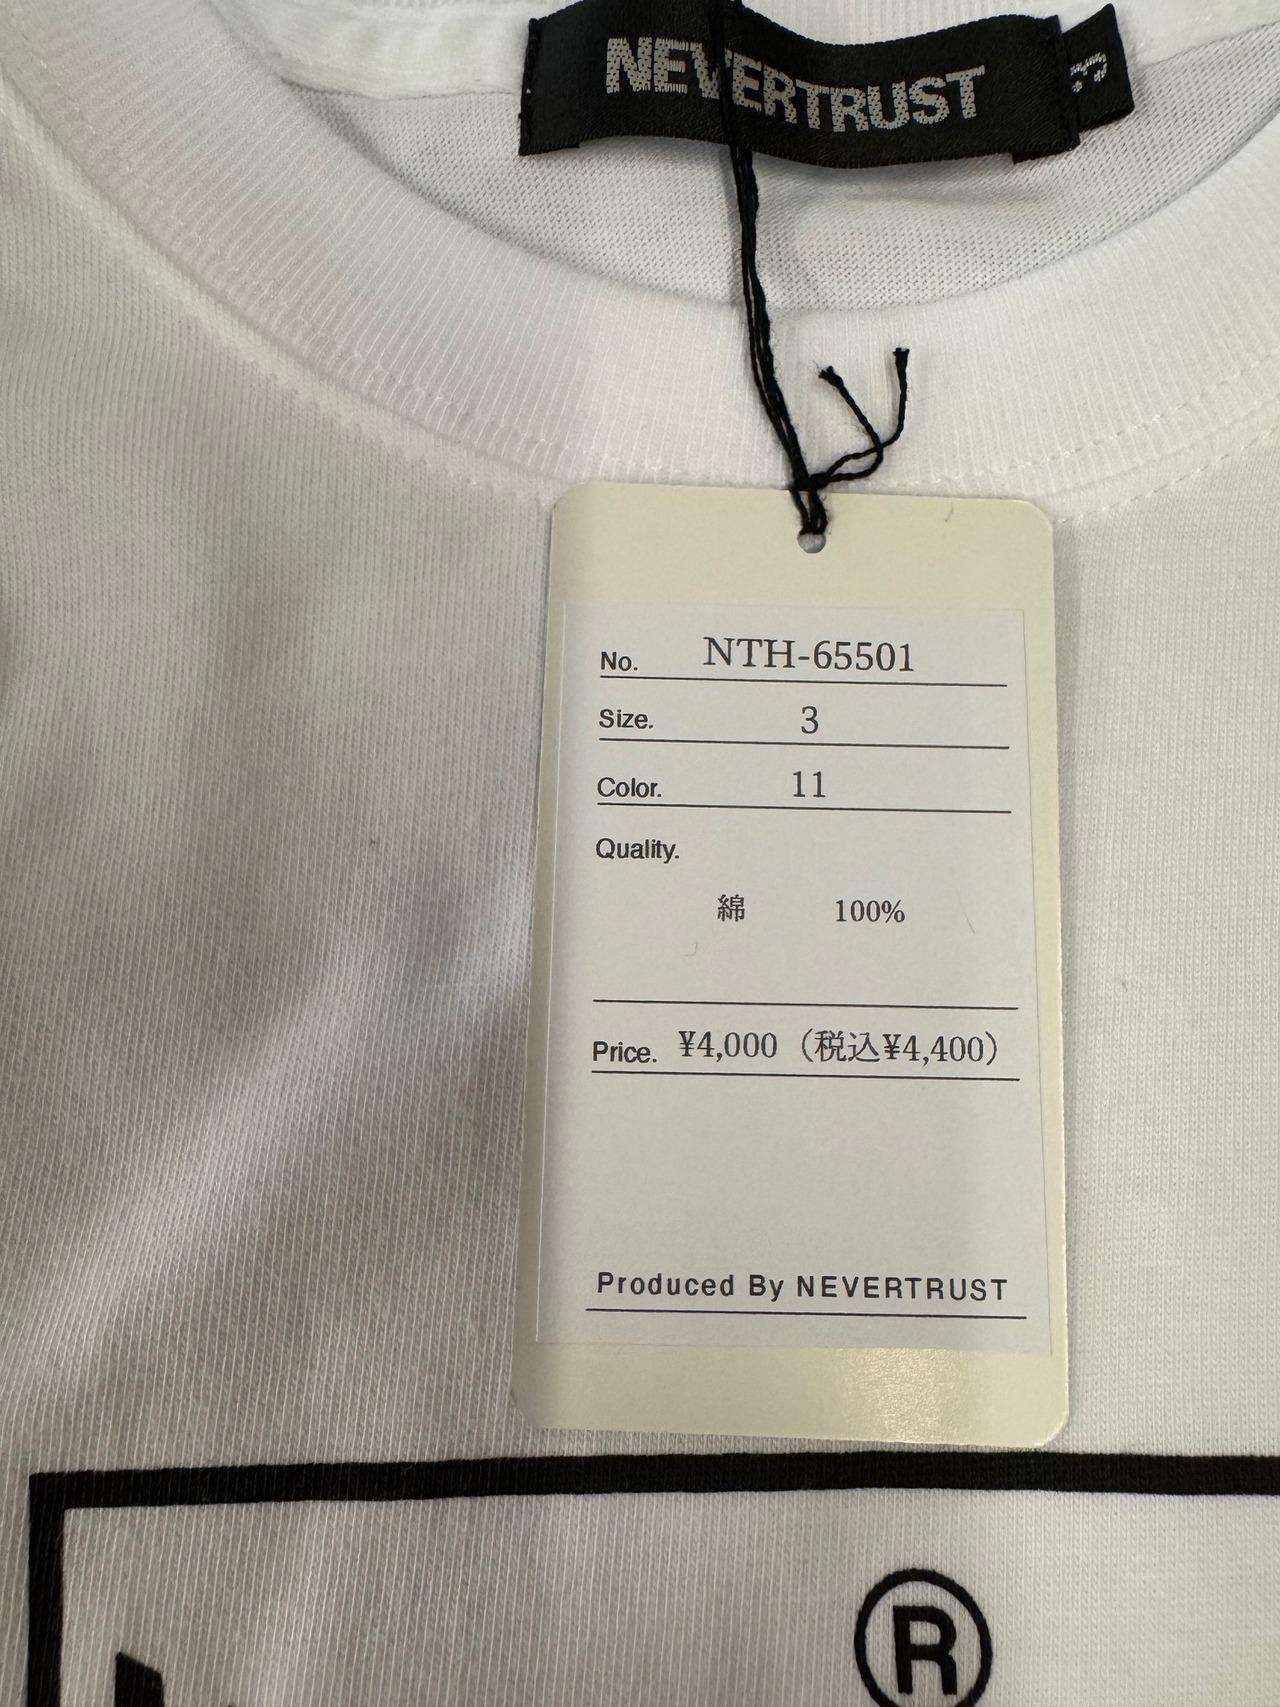 NEVERTRUST
No. NTH-65501
Size. 3
Color. 11
Quality.
綿 100%
Price. ¥4,000（税込¥4,400）
Produced By NEVERTRUST
®